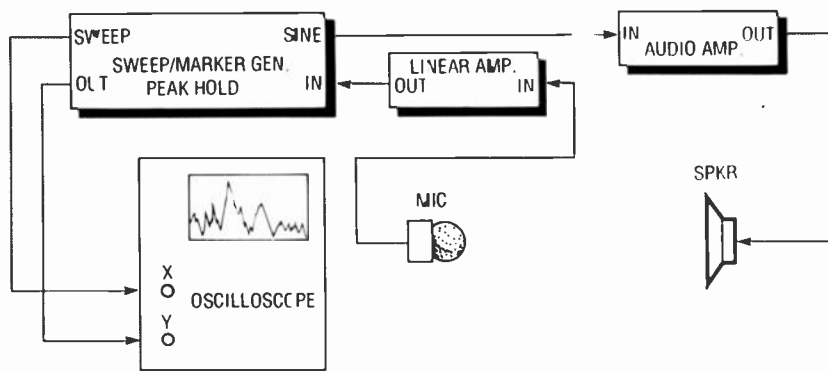 SWEEP SINE
SWEEP/MARKER GEN.
OUT PEAK HOLD IN
LINEAR AMP.
OUT IN
IN OUT
AUDIO AMP.
MIC
SPKR
X
OSCILLOSCOPE
Y